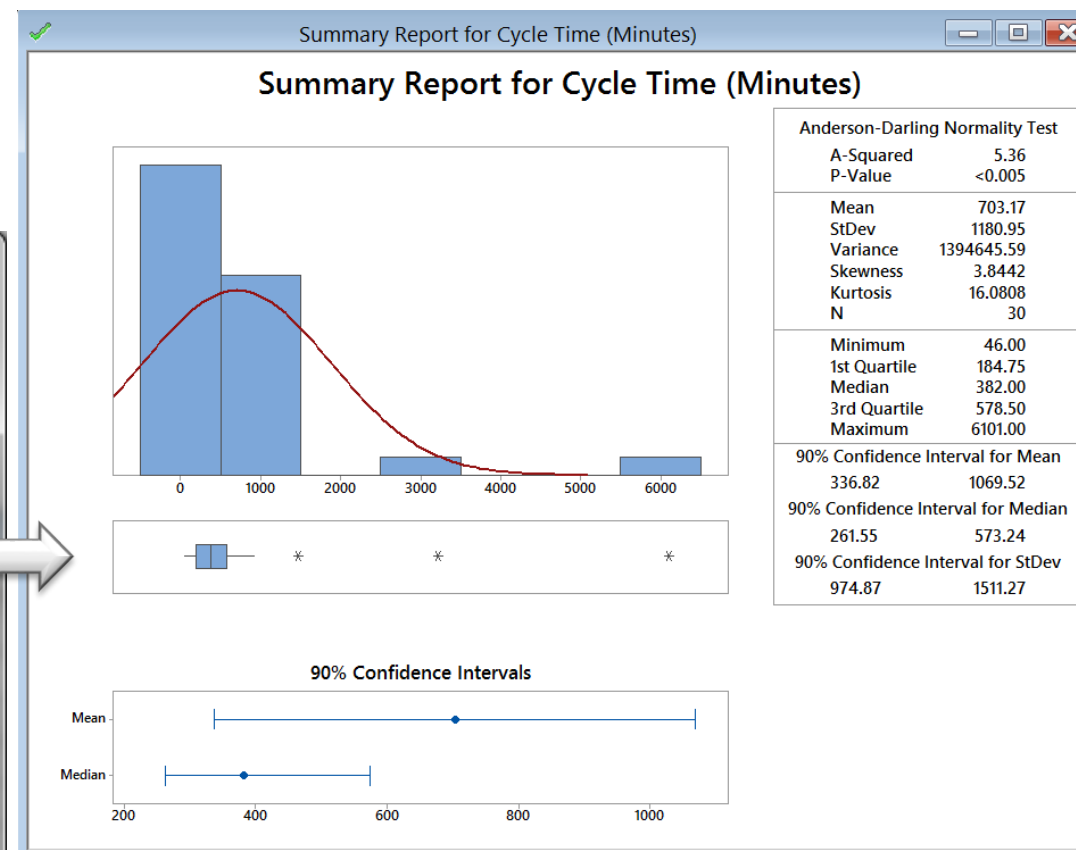 Summary Report for Cycle Time (Minutes)
Summary Report for Cycle Time (Minutes)
0 1000 2000 3000 4000 5000 6000
90% Confidence Intervals
Mean
Median
200 400 600 800 1000
Anderson-Darling Normality Test
A-Squared 5.36
P-Value <0.005
Mean 703.17
StDev 1180.95
Variance 1394645.59
Skewness 3.8442
Kurtosis 16.0808
N 30
Minimum 46.00
1st Quartile 184.75
Median 382.00
3rd Quartile 578.50
Maximum 6101.00
90% Confidence Interval for Mean
336.82 1069.52
90% Confidence Interval for Median
261.55 573.24
90% Confidence Interval for StDev
974.87 1511.27